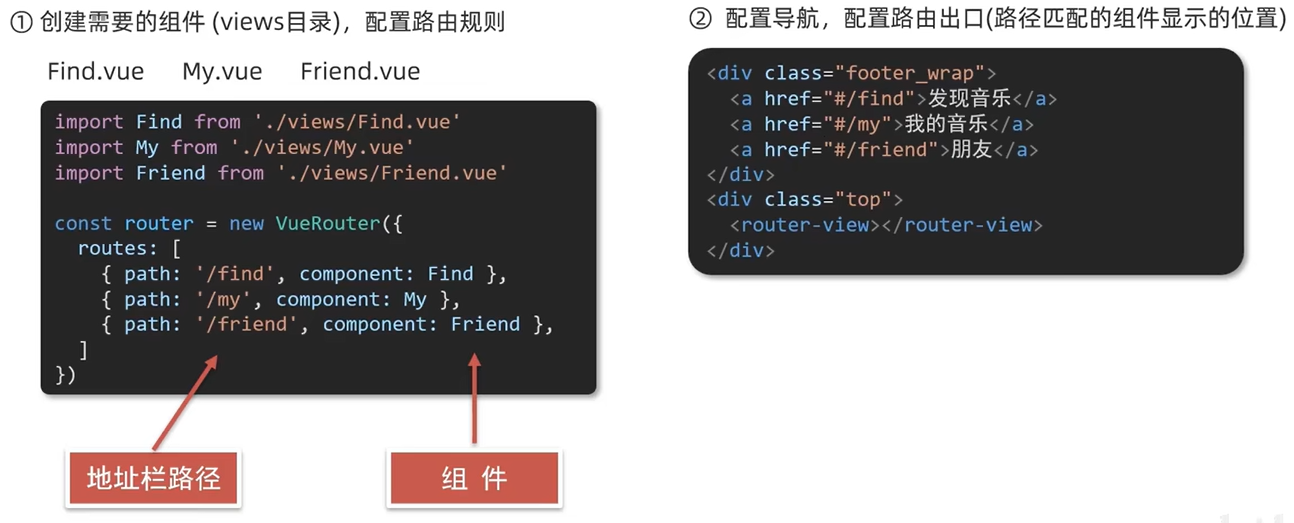 ① 创建需要的组件 (views目录)，配置路由规则
Find.vue My.vue Friend.vue
import Find from './views/Find.vue'
import My from './views/My.vue'
import Friend from './views/Friend.vue'
const router = new VueRouter({
routes: [
{ path: '/find', component: Find },
{ path: '/my', component: My },
{ path: '/friend', component: Friend },
]
})
地址栏路径
组 件
② 配置导航，配置路由出口(路径匹配的组件显示的位置)
<div class="footer_wrap">
<a href="#/find">发现音乐</a>
<a href="#/my">我的音乐</a>
<a href="#/friend">朋友</a>
</div>
<div class="top">
<router-view></router-view>
</div>